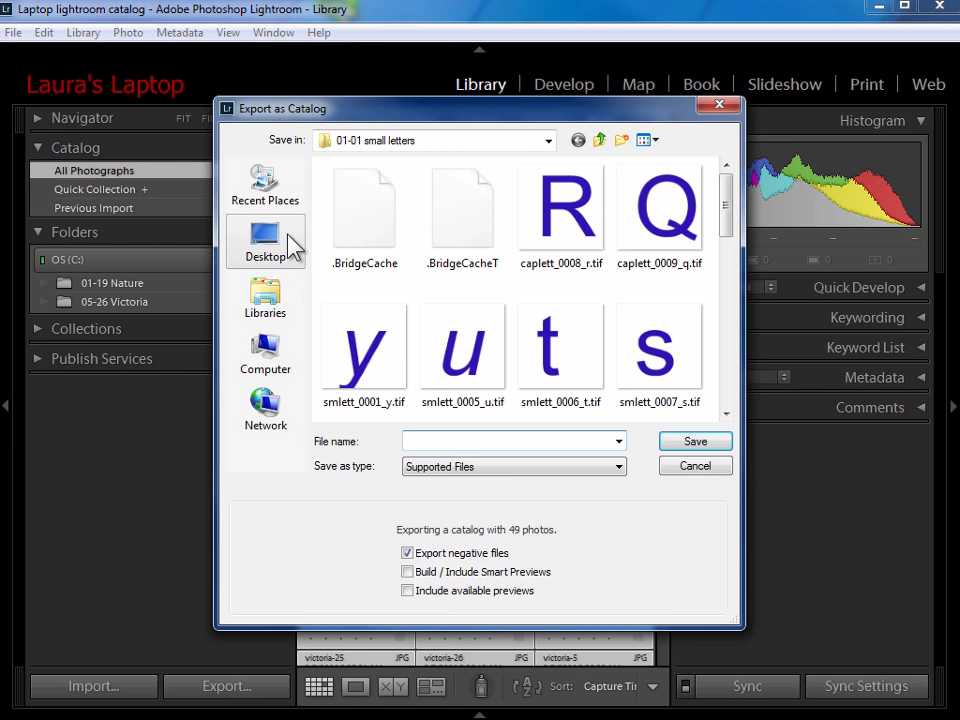 Lr Laptop lightroom catalog - Adobe Photoshop Lightroom - Library
File Edit Library Photo Metadata View Window Help
Laura's Laptop
Library Develop Map Book Slideshow Print Web
Navigator FIT
Histogram
Lr Export as Catalog
Save in: 01-01 small letters
Catalog
All Photographs
Quick Collection +
Previous Import
Folders
OS (C:)
01-19 Nature
05-26 Victoria
Collections
Publish Services
Recent Places
Desktop
Libraries
Computer
Network
R Q
.BridgeCache .BridgeCacheT caplett_0008_r.tif caplett_0009_q.tif
y u t s
smlett_0001_y.tif smlett_0005_u.tif smlett_0006_t.tif smlett_0007_s.tif
File name:
Save
Save as type: Supported Files
Cancel
Exporting a catalog with 49 photos.
Export negative files
Build / Include Smart Previews
Include available previews
Quick Develop
Keywording
Keyword List
Metadata
Comments
victoria-25 JPG victoria-26 JPG victoria-5 JPG
Import... Export... X Y A Z Sort: Capture Tir Sync Sync Settings